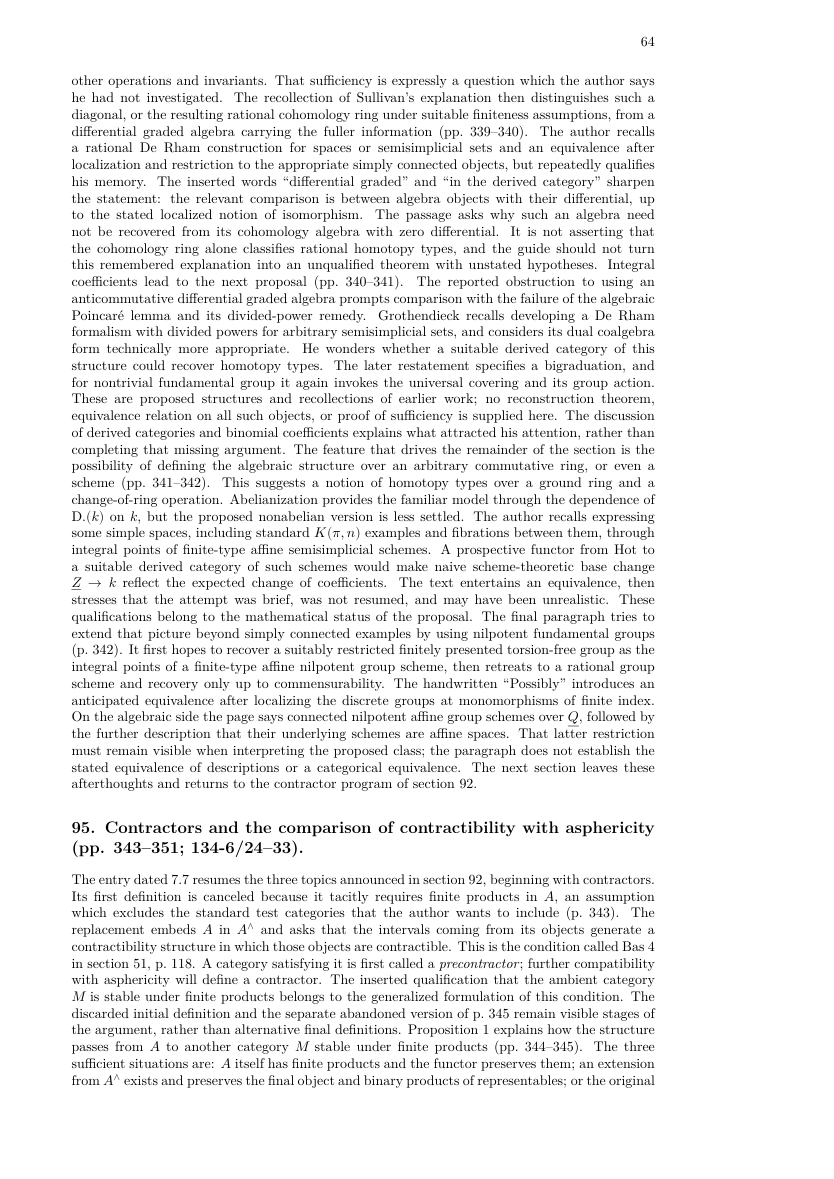 64
other operations and invariants. That sufficiency is expressly a question which the author says
he had not investigated. The recollection of Sullivan's explanation then distinguishes such a
diagonal, or the resulting rational cohomology ring under suitable finiteness assumptions, from a
differential graded algebra carrying the fuller information (pp. 339–340). The author recalls
a rational De Rham construction for spaces or semisimplicial sets and an equivalence after
localization and restriction to the appropriate simply connected objects, but repeatedly qualifies
his memory. The inserted words “differential graded” and “in the derived category” sharpen
the statement: the relevant comparison is between algebra objects with their differential, up
to the stated localized notion of isomorphism. The passage asks why such an algebra need
not be recovered from its cohomology algebra with zero differential. It is not asserting that
the cohomology ring alone classifies rational homotopy types, and the guide should not turn
this remembered explanation into an unqualified theorem with unstated hypotheses. Integral
coefficients lead to the next proposal (pp. 340–341). The reported obstruction to using an
anticommutative differential graded algebra prompts comparison with the failure of the algebraic
Poincaré lemma and its divided-power remedy. Grothendieck recalls developing a De Rham
formalism with divided powers for arbitrary semisimplicial sets, and considers its dual coalgebra
form technically more appropriate. He wonders whether a suitable derived category of this
structure could recover homotopy types. The later restatement specifies a bigraduation, and
for nontrivial fundamental group it again invokes the universal covering and its group action.
These are proposed structures and recollections of earlier work; no reconstruction theorem,
equivalence relation on all such objects, or proof of sufficiency is supplied here. The discussion
of derived categories and binomial coefficients explains what attracted his attention, rather than
completing that missing argument. The feature that drives the remainder of the section is the
possibility of defining the algebraic structure over an arbitrary commutative ring, or even a
scheme (pp. 341–342). This suggests a notion of homotopy types over a ground ring and a
change-of-ring operation. Abelianization provides the familiar model through the dependence of
D.(k) on k, but the proposed nonabelian version is less settled. The author recalls expressing
some simple spaces, including standard K(π, n) examples and fibrations between them, through
integral points of finite-type affine semisimplicial schemes. A prospective functor from Hot to
a suitable derived category of such schemes would make naive scheme-theoretic base change
Z → k reflect the expected change of coefficients. The text entertains an equivalence, then
stresses that the attempt was brief, was not resumed, and may have been unrealistic. These
qualifications belong to the mathematical status of the proposal. The final paragraph tries to
extend that picture beyond simply connected examples by using nilpotent fundamental groups
(p. 342). It first hopes to recover a suitably restricted finitely presented torsion-free group as the
integral points of a finite-type affine nilpotent group scheme, then retreats to a rational group
scheme and recovery only up to commensurability. The handwritten “Possibly” introduces an
anticipated equivalence after localizing the discrete groups at monomorphisms of finite index.
On the algebraic side the page says connected nilpotent affine group schemes over Q, followed by
the further description that their underlying schemes are affine spaces. That latter restriction
must remain visible when interpreting the proposed class; the paragraph does not establish the
stated equivalence of descriptions or a categorical equivalence. The next section leaves these
afterthoughts and returns to the contractor program of section 92.
95. Contractors and the comparison of contractibility with asphericity
(pp. 343–351; 134-6/24–33).
The entry dated 7.7 resumes the three topics announced in section 92, beginning with contractors.
Its first definition is canceled because it tacitly requires finite products in A, an assumption
which excludes the standard test categories that the author wants to include (p. 343). The
replacement embeds A in A^ and asks that the intervals coming from its objects generate a
contractibility structure in which those objects are contractible. This is the condition called Bas 4
in section 51, p. 118. A category satisfying it is first called a precontractor; further compatibility
with asphericity will define a contractor. The inserted qualification that the ambient category
M is stable under finite products belongs to the generalized formulation of this condition. The
discarded initial definition and the separate abandoned version of p. 345 remain visible stages of
the argument, rather than alternative final definitions. Proposition 1 explains how the structure
passes from A to another category M stable under finite products (pp. 344–345). The three
sufficient situations are: A itself has finite products and the functor preserves them; an extension
from A^ exists and preserves the final object and binary products of representables; or the original